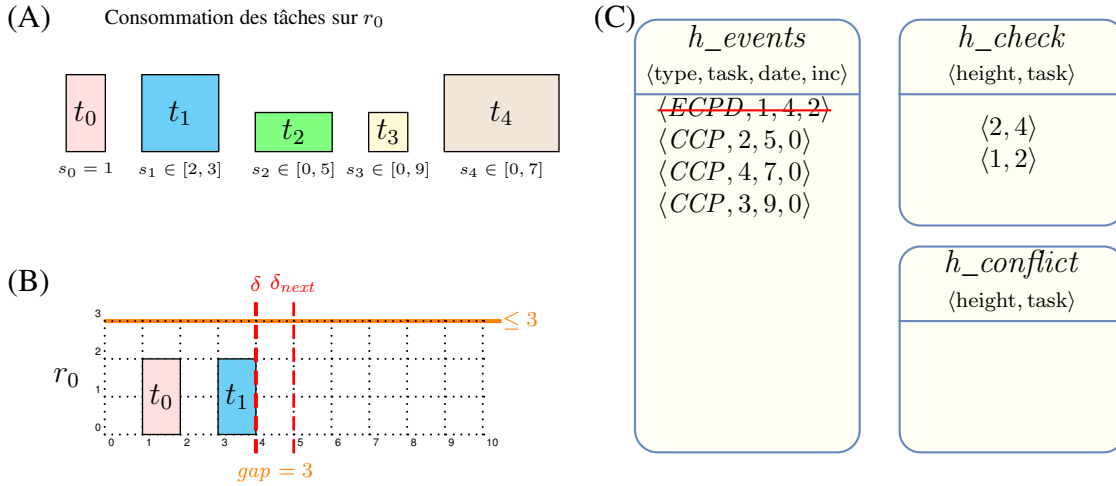 (A)
Consommation des tâches sur r₀
t₀
t₁
t₂
t₃
t₄
s₀ = 1
s₁ ∈ [2, 3]
s₂ ∈ [0, 5]
s₃ ∈ [0, 9]
s₄ ∈ [0, 7]
(B)
δ
δₙₑₓₜ
≤ 3
r₀
3
2
1
0
t₀
t₁
0 1 2 3 4 5 6 7 8 9 10
gap = 3
(C)
h_events
⟨type, task, date, inc⟩
⟨ECPD, 1, 4, 2⟩
⟨CCP, 2, 5, 0⟩
⟨CCP, 4, 7, 0⟩
⟨CCP, 3, 9, 0⟩
h_check
⟨height, task⟩
⟨2, 4⟩
⟨1, 2⟩
h_conflict
⟨height, task⟩